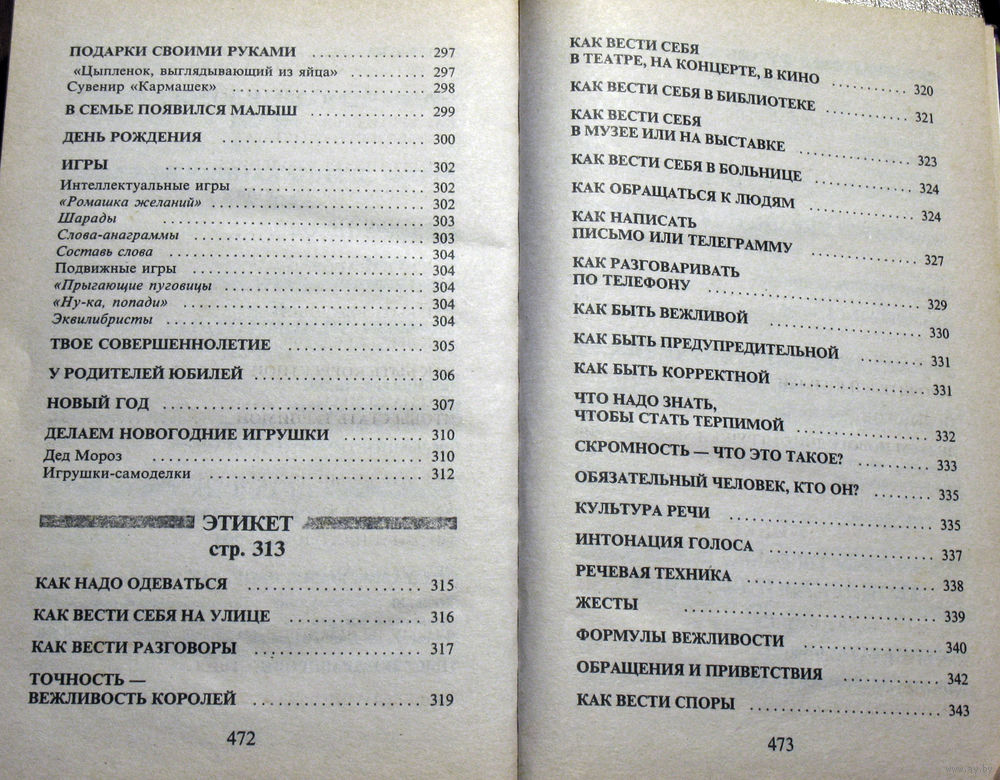 ПОДАРКИ СВОИМИ РУКАМИ .................. 297
«Цыпленок, выглядывающий из яйца» .......... 297
Сувенир «Кармашек» .......................... 298
В СЕМЬЕ ПОЯВИЛСЯ МАЛЫШ ................ 299
ДЕНЬ РОЖДЕНИЯ .......................... 300
ИГРЫ .................................. 302
Интеллектуальные игры ...................... 302
«Ромашка желаний» .......................... 302
Шарады .................................. 303
Слова-анаграммы .......................... 303
Составь слова .............................. 304
Подвижные игры .......................... 304
«Прыгающие пуговицы .......................... 304
«Ну-ка, попади» .......................... 304
Эквилибристы .............................. 304
ТВОЕ СОВЕРШЕННОЛЕТИЕ .................. 305
У РОДИТЕЛЕЙ ЮБИЛЕЙ .................... 306
НОВЫЙ ГОД .............................. 307
ДЕЛАЕМ НОВОГОДНИЕ ИГРУШКИ ............ 310
Дед Мороз .............................. 310
Игрушки-самоделки .......................... 312
ЭТИКЕТ
стр. 313
КАК НАДО ОДЕВАТЬСЯ ...................... 315
КАК ВЕСТИ СЕБЯ НА УЛИЦЕ ................ 316
КАК ВЕСТИ РАЗГОВОРЫ .................... 317
ТОЧНОСТЬ —
ВЕЖЛИВОСТЬ КОРОЛЕЙ .................... 319
472
КАК ВЕСТИ СЕБЯ
В ТЕАТРЕ, НА КОНЦЕРТЕ, В КИНО .......... 320
КАК ВЕСТИ СЕБЯ В БИБЛИОТЕКЕ .......... 321
КАК ВЕСТИ СЕБЯ
В МУЗЕЕ ИЛИ НА ВЫСТАВКЕ .............. 323
КАК ВЕСТИ СЕБЯ В БОЛЬНИЦЕ ............ 324
КАК ОБРАЩАТЬСЯ К ЛЮДЯМ .............. 324
КАК НАПИСАТЬ
ПИСЬМО ИЛИ ТЕЛЕГРАММУ .............. 327
КАК РАЗГОВАРИВАТЬ
ПО ТЕЛЕФОНУ .......................... 329
КАК БЫТЬ ВЕЖЛИВОЙ .................... 330
КАК БЫТЬ ПРЕДУПРЕДИТЕЛЬНОЙ .......... 331
КАК БЫТЬ КОРРЕКТНОЙ .................. 331
ЧТО НАДО ЗНАТЬ,
ЧТОБЫ СТАТЬ ТЕРПИМОЙ ................ 332
СКРОМНОСТЬ — ЧТО ЭТО ТАКОЕ? .......... 333
ОБЯЗАТЕЛЬНЫЙ ЧЕЛОВЕК, КТО ОН? ........ 335
КУЛЬТУРА РЕЧИ .......................... 335
ИНТОНАЦИЯ ГОЛОСА .................... 337
РЕЧЕВАЯ ТЕХНИКА ...................... 338
ЖЕСТЫ .............................. 339
ФОРМУЛЫ ВЕЖЛИВОСТИ .................. 340
ОБРАЩЕНИЯ И ПРИВЕТСТВИЯ .............. 342
КАК ВЕСТИ СПОРЫ ...................... 343
473
www.ay.by